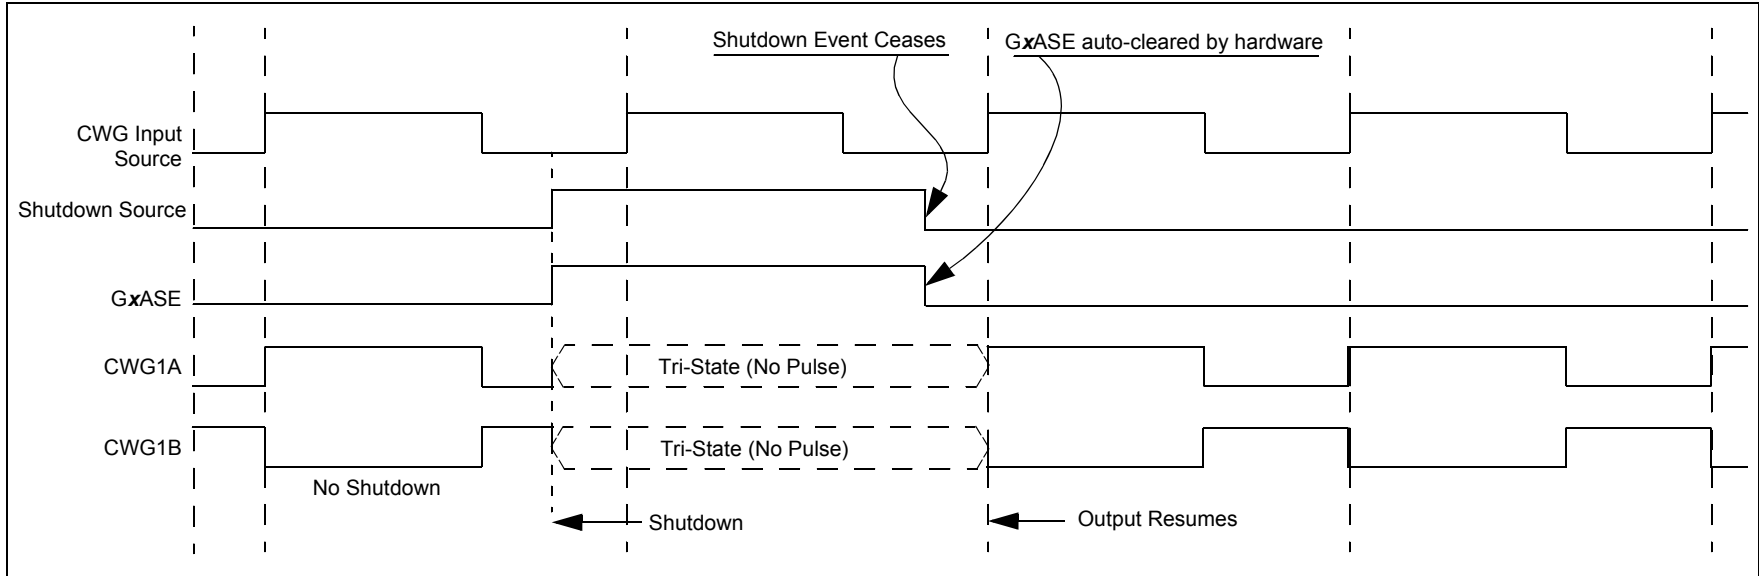 Shutdown Event Ceases
GxASE auto-cleared by hardware
CWG Input
Source
Shutdown Source
GxASE
CWG1A
Tri-State (No Pulse)
CWG1B
Tri-State (No Pulse)
No Shutdown
Shutdown
Output Resumes